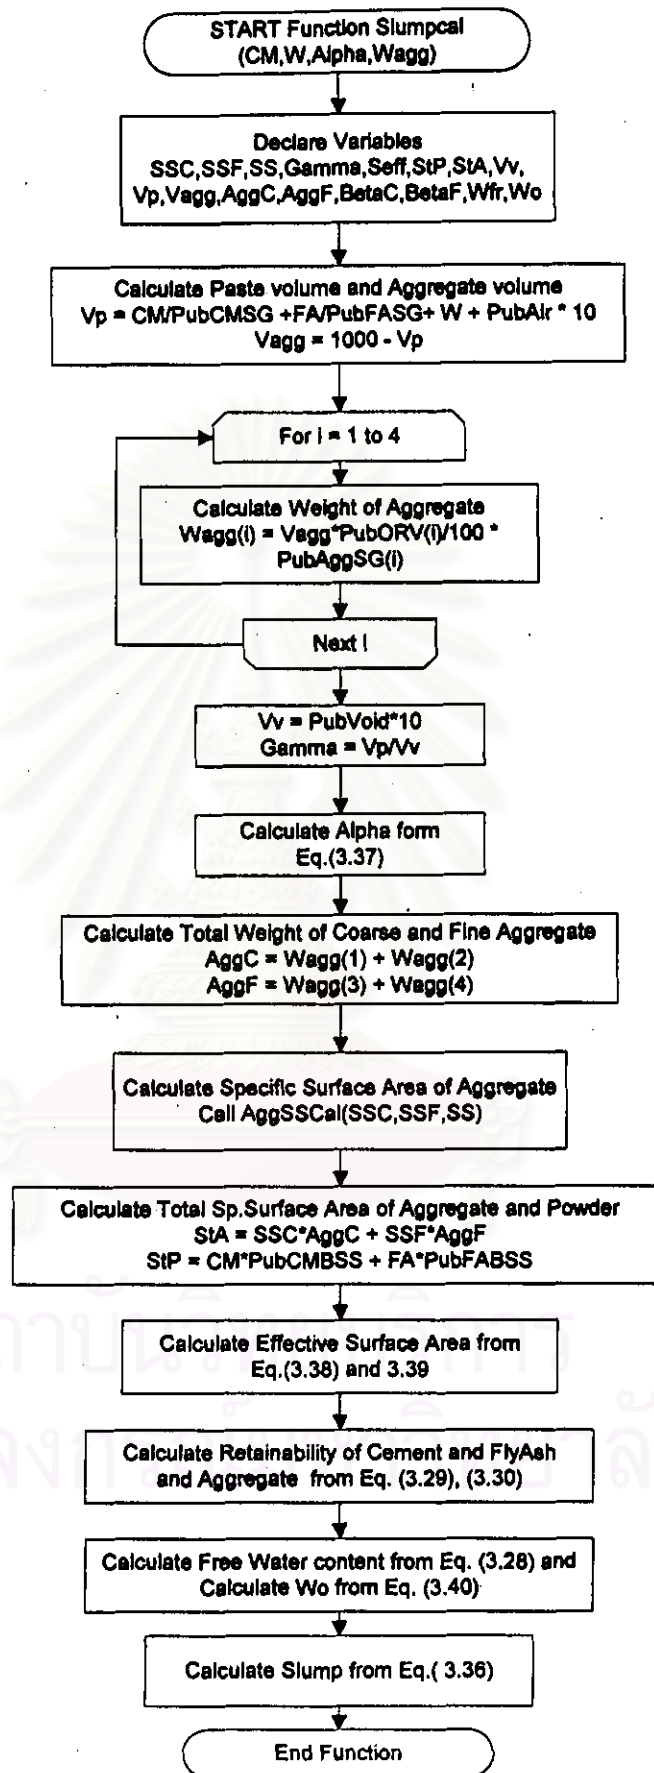 START Function Slumpcal
(CM,W,Alpha,Wagg)
Declare Variables
SSC,SSF,SS,Gamma,Seff,StP,StA,Vv,
Vp,Vagg,AggC,AggF,BetaC,BetaF,Wfr,Wo
Calculate Paste volume and Aggregate volume
Vp = CM/PubCMSG +FA/PubFASG+ W + PubAir * 10
Vagg = 1000 - Vp
For i = 1 to 4
Calculate Weight of Aggregate
Wagg(i) = Vagg*PubORV(i)/100 *
PubAggSG(i)
Next i
Vv = PubVoid*10
Gamma = Vp/Vv
Calculate Alpha form
Eq.(3.37)
Calculate Total Weight of Coarse and Fine Aggregate
AggC = Wagg(1) + Wagg(2)
AggF = Wagg(3) + Wagg(4)
Calculate Specific Surface Area of Aggregate
Call AggSSCal(SSC,SSF,SS)
Calculate Total Sp.Surface Area of Aggregate and Powder
StA = SSC*AggC + SSF*AggF
StP = CM*PubCMBSS + FA*PubFABSS
Calculate Effective Surface Area from
Eq.(3.38) and 3.39
Calculate Retainability of Cement and FlyAsh
and Aggregate from Eq. (3.29), (3.30)
Calculate Free Water content from Eq. (3.28) and
Calculate Wo from Eq. (3.40)
Calculate Slump from Eq.( 3.36)
End Function